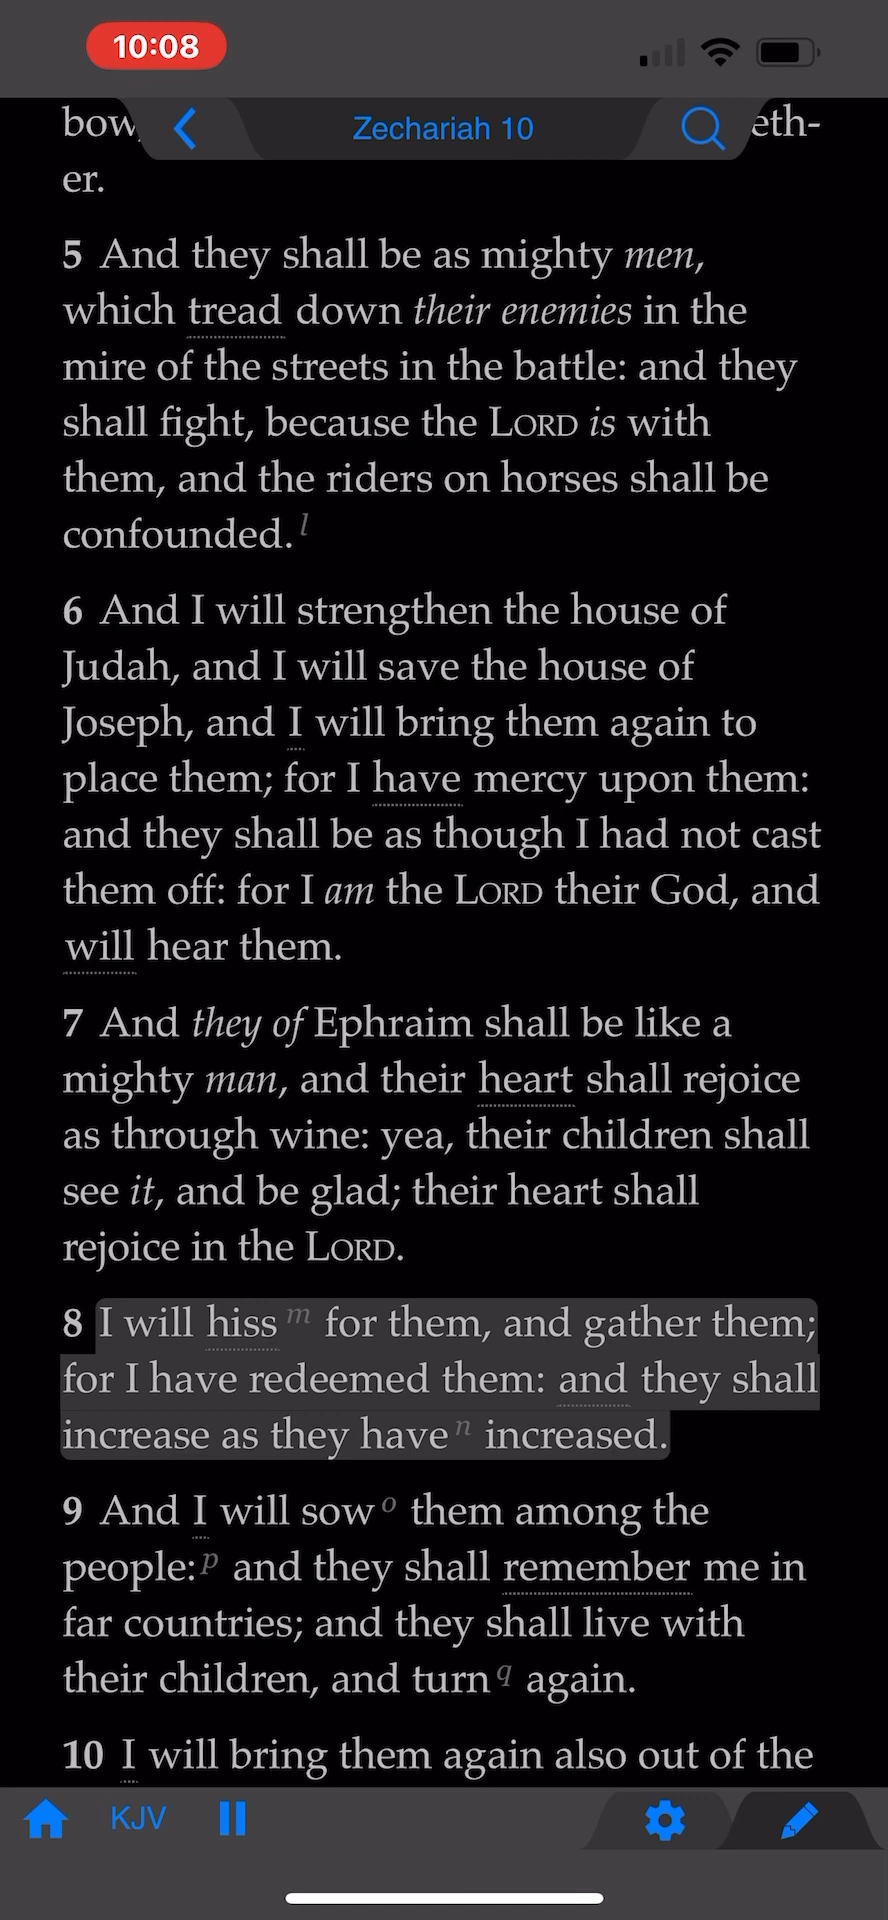 10:08
Zechariah 10
bow, eth-
er.
5 And they shall be as mighty men,
which tread down their enemies in the
mire of the streets in the battle: and they
shall fight, because the LORD is with
them, and the riders on horses shall be
confounded. l
6 And I will strengthen the house of
Judah, and I will save the house of
Joseph, and I will bring them again to
place them; for I have mercy upon them:
and they shall be as though I had not cast
them off: for I am the LORD their God, and
will hear them.
7 And they of Ephraim shall be like a
mighty man, and their heart shall rejoice
as through wine: yea, their children shall
see it, and be glad; their heart shall
rejoice in the LORD.
8 I will hiss m for them, and gather them;
for I have redeemed them: and they shall
increase as they have n increased.
9 And I will sow o them among the
people: p and they shall remember me in
far countries; and they shall live with
their children, and turn q again.
10 I will bring them again also out of the
KJV